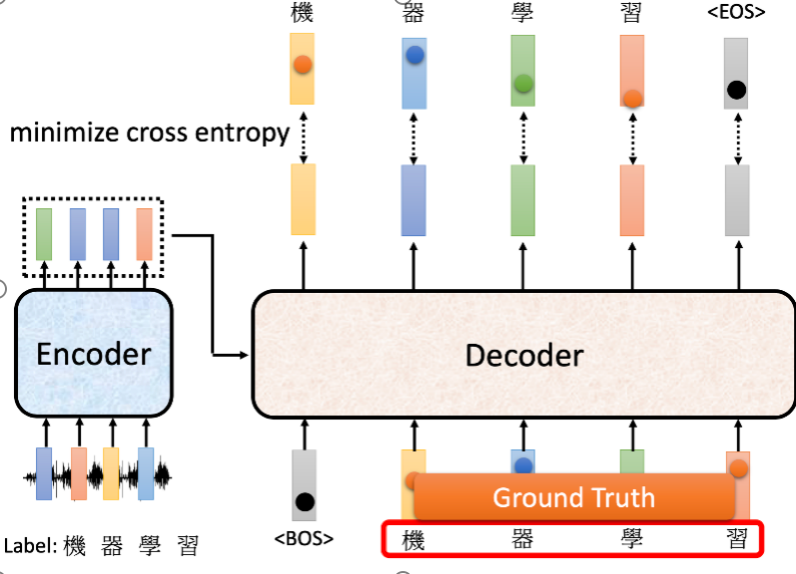 機 器 學 習 <EOS>
minimize cross entropy
Encoder
Decoder
Ground Truth
Label: 機 器 學 習
<BOS> 機 器 學 習